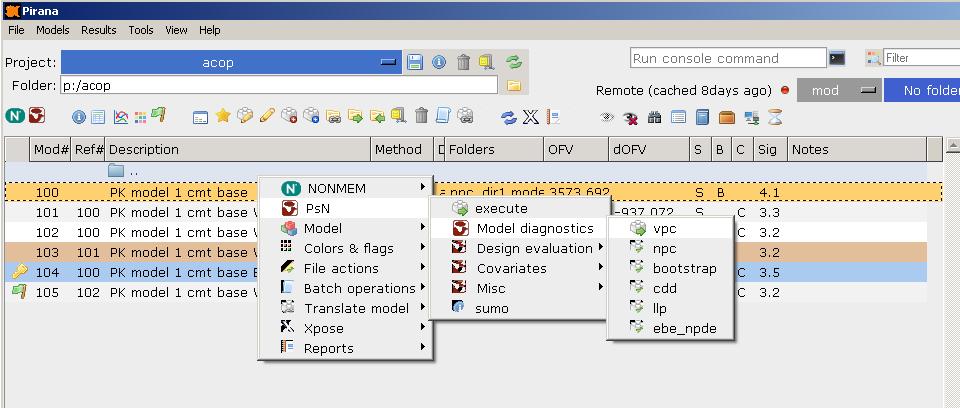 Pirana
File Models Results Tools View Help
Project: acop Run console command Filter
Folder: p:/acop
Remote (cached 8days ago) mod No folder
Mod# Ref# Description Method D Folders OFV dOFV S B C Sig Notes
..
100 PK model 1 cmt base npc_dir1,mode 3573.692 S B 4.1
101 100 PK model 1 cmt base -937.072 S C 3.3
102 100 PK model 1 cmt base C 3.2
103 101 PK model 1 cmt base 3.2
104 100 PK model 1 cmt base C 3.5
105 102 PK model 1 cmt base C 3.2
NONMEM
PsN
Model
Colors & flags
File actions
Batch operations
Translate model
Xpose
Reports
execute
Model diagnostics
Design evaluation
Covariates
Misc
sumo
vpc
npc
bootstrap
cdd
llp
ebe_npde